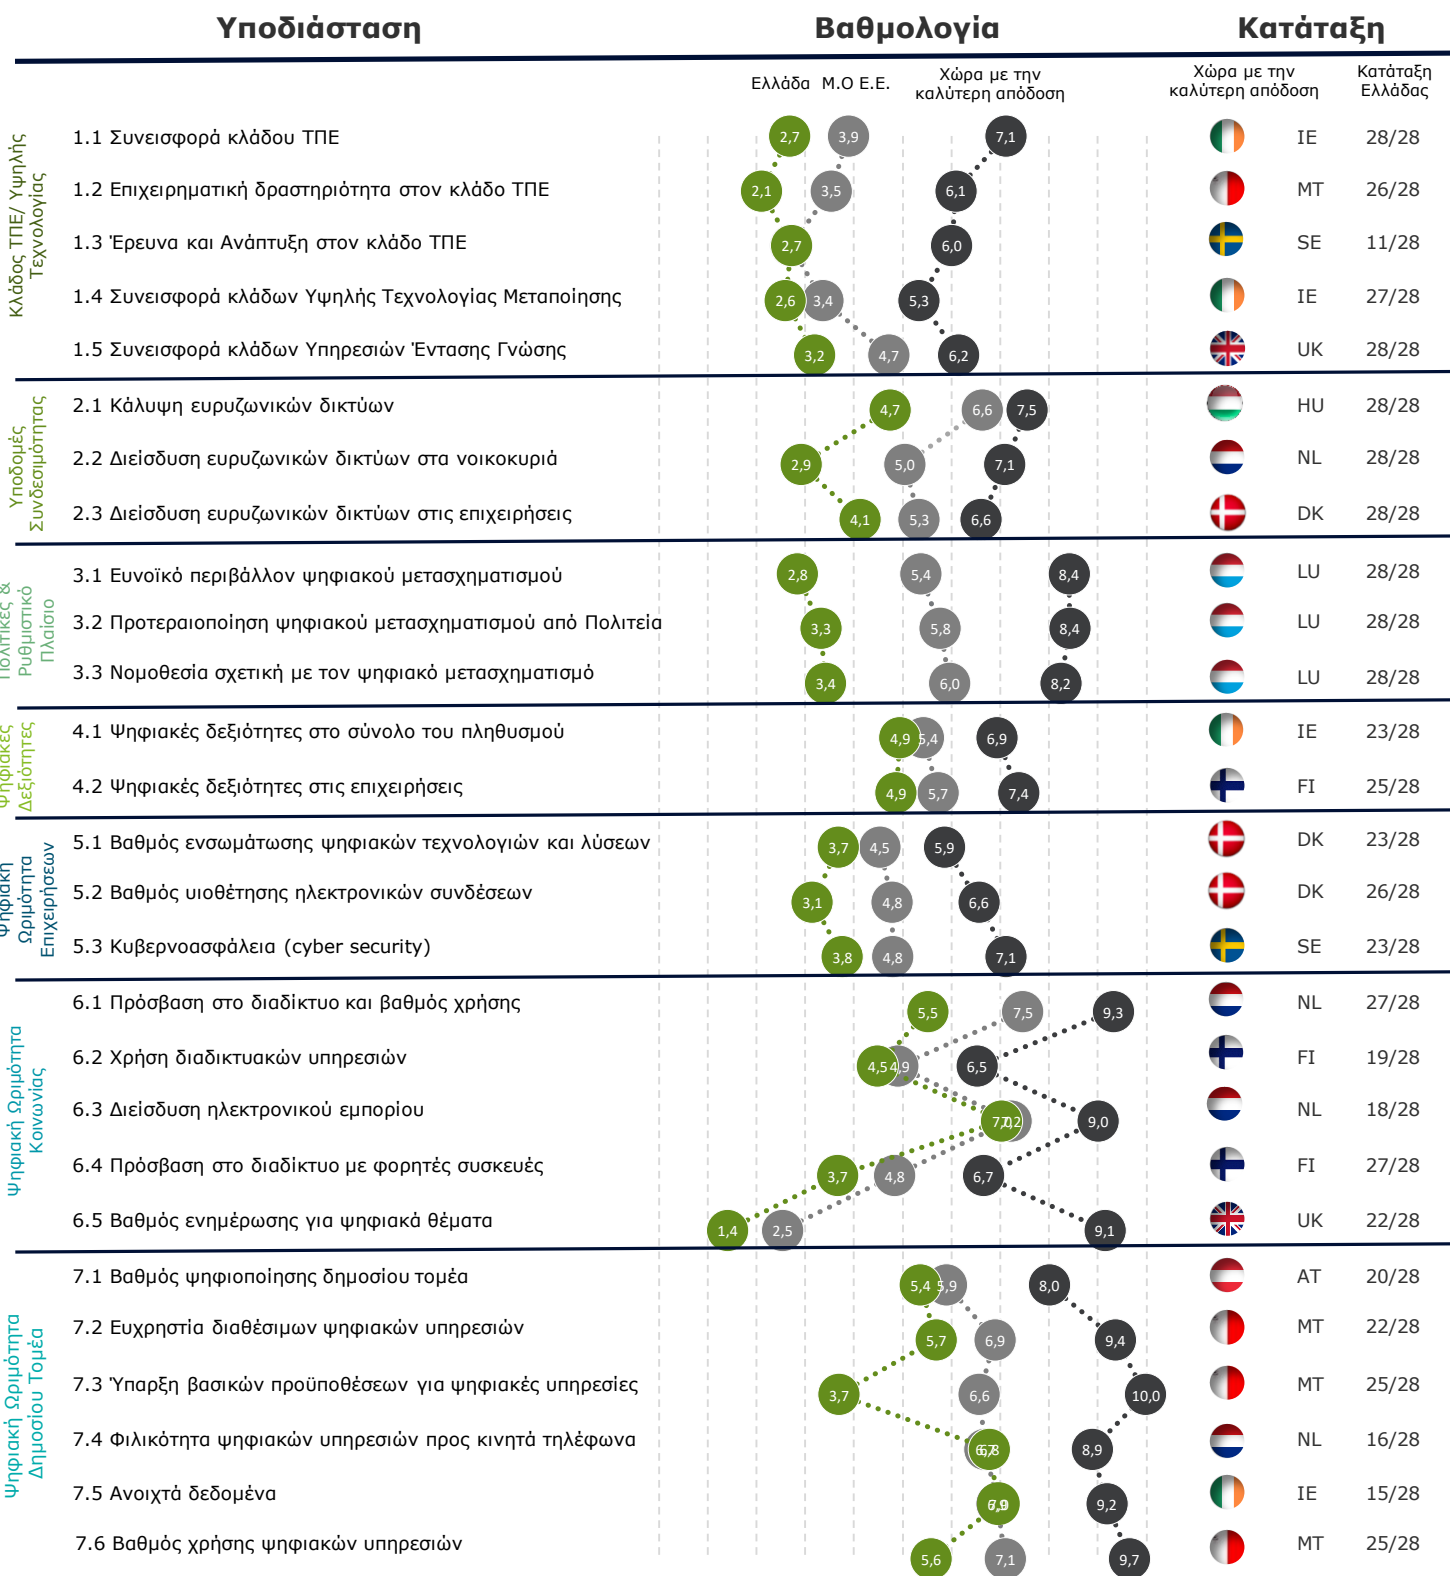 Υποδιάσταση Βαθμολογία Κατάταξη
Ελλάδα Μ.Ο Ε.Ε. Χώρα με την καλύτερη απόδοση Χώρα με την καλύτερη απόδοση Κατάταξη Ελλάδας
Κλάδος ΤΠΕ/ Υψηλής Τεχνολογίας
1.1 Συνεισφορά κλάδου ΤΠΕ 2,7 3,9 7,1 IE 28/28
1.2 Επιχειρηματική δραστηριότητα στον κλάδο ΤΠΕ 2,1 3,5 6,1 MT 26/28
1.3 Έρευνα και Ανάπτυξη στον κλάδο ΤΠΕ 2,7 6,0 SE 11/28
1.4 Συνεισφορά κλάδων Υψηλής Τεχνολογίας Μεταποίησης 2,6 3,4 5,3 IE 27/28
1.5 Συνεισφορά κλάδων Υπηρεσιών Έντασης Γνώσης 3,2 4,7 6,2 UK 28/28
Υποδομές Συνδεσιμότητας
2.1 Κάλυψη ευρυζωνικών δικτύων 4,7 6,6 7,5 HU 28/28
2.2 Διείσδυση ευρυζωνικών δικτύων στα νοικοκυριά 2,9 5,0 7,1 NL 28/28
2.3 Διείσδυση ευρυζωνικών δικτύων στις επιχειρήσεις 4,1 5,3 6,6 DK 28/28
Πολιτικές & Ρυθμιστικό Πλαίσιο
3.1 Ευνοϊκό περιβάλλον ψηφιακού μετασχηματισμού 2,8 5,4 8,4 LU 28/28
3.2 Προτεραιοποίηση ψηφιακού μετασχηματισμού από Πολιτεία 3,3 5,8 8,4 LU 28/28
3.3 Νομοθεσία σχετική με τον ψηφιακό μετασχηματισμό 3,4 6,0 8,2 LU 28/28
Ψηφιακές Δεξιότητες
4.1 Ψηφιακές δεξιότητες στο σύνολο του πληθυσμού 4,9 5,4 6,9 IE 23/28
4.2 Ψηφιακές δεξιότητες στις επιχειρήσεις 4,9 5,7 7,4 FI 25/28
Ψηφιακή Ωριμότητα Επιχειρήσεων
5.1 Βαθμός ενσωμάτωσης ψηφιακών τεχνολογιών και λύσεων 3,7 4,5 5,9 DK 23/28
5.2 Βαθμός υιοθέτησης ηλεκτρονικών συνδέσεων 3,1 4,8 6,6 DK 26/28
5.3 Κυβερνοασφάλεια (cyber security) 3,8 4,8 7,1 SE 23/28
Ψηφιακή Ωριμότητα Κοινωνίας
6.1 Πρόσβαση στο διαδίκτυο και βαθμός χρήσης 5,5 7,5 9,3 NL 27/28
6.2 Χρήση διαδικτυακών υπηρεσιών 4,5 4,9 6,5 FI 19/28
6.3 Διείσδυση ηλεκτρονικού εμπορίου 7,0 7,2 9,0 NL 18/28
6.4 Πρόσβαση στο διαδίκτυο με φορητές συσκευές 3,7 4,8 6,7 FI 27/28
6.5 Βαθμός ενημέρωσης για ψηφιακά θέματα 1,4 2,5 9,1 UK 22/28
Ψηφιακή Ωριμότητα Δημοσίου Τομέα
7.1 Βαθμός ψηφιοποίησης δημοσίου τομέα 5,4 5,9 8,0 AT 20/28
7.2 Ευχρηστία διαθέσιμων ψηφιακών υπηρεσιών 5,7 6,9 9,4 MT 22/28
7.3 Ύπαρξη βασικών προϋποθέσεων για ψηφιακές υπηρεσίες 3,7 6,6 10,0 MT 25/28
7.4 Φιλικότητα ψηφιακών υπηρεσιών προς κινητά τηλέφωνα 6,7 6,8 8,9 NL 16/28
7.5 Ανοιχτά δεδομένα 9,2 IE 15/28
7.6 Βαθμός χρήσης ψηφιακών υπηρεσιών 5,6 7,1 9,7 MT 25/28